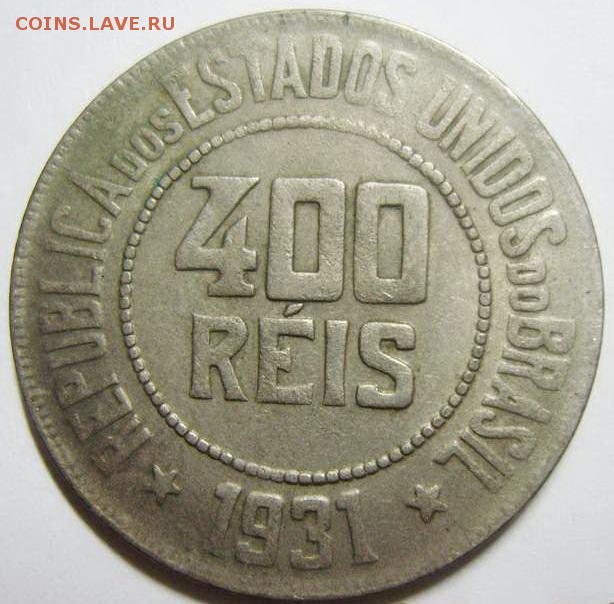 COINS.LAVE.RU
REPUBLICA DOS ESTADOS UNIDOS DO BRASIL
400
RÉIS
1931